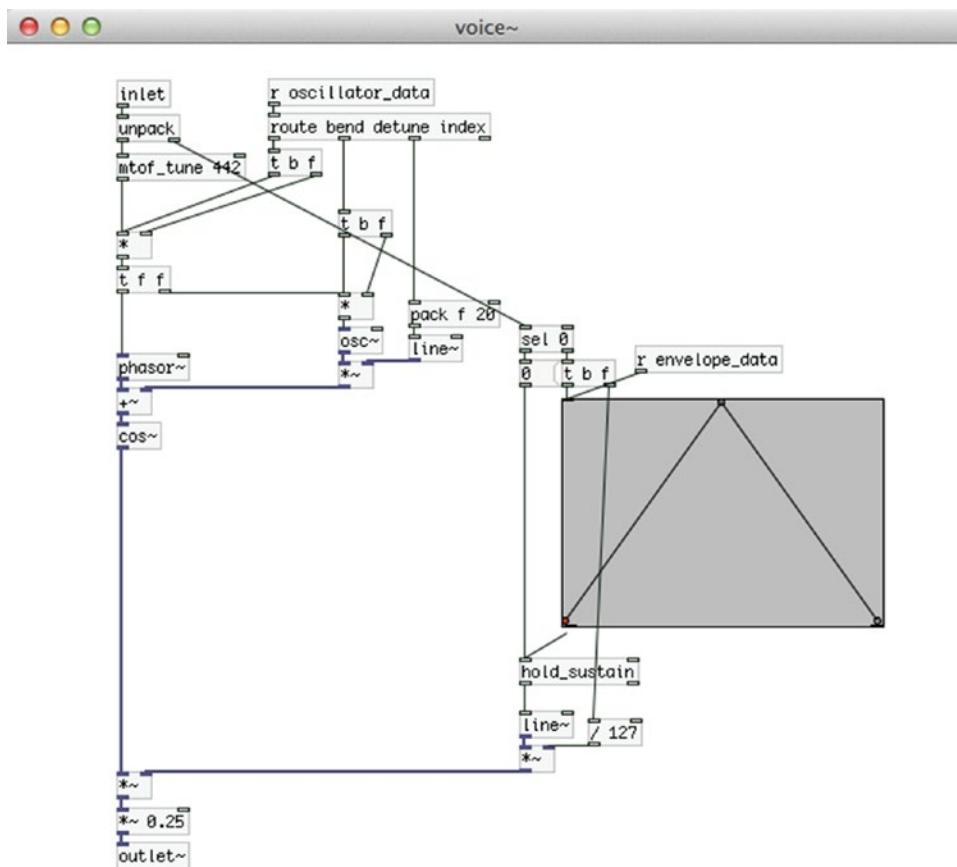 voice~
inlet
r oscillator_data
unpack
route bend detune index
mtof_tune 442
t b f
t b f
*
t f f
*
pack f 20
osc~
line~
sel 0
phasor~
*~
0
t b f
r envelope_data
+~
cos~
hold_sustain
line~
/ 127
*~
*~
*~ 0.25
outlet~